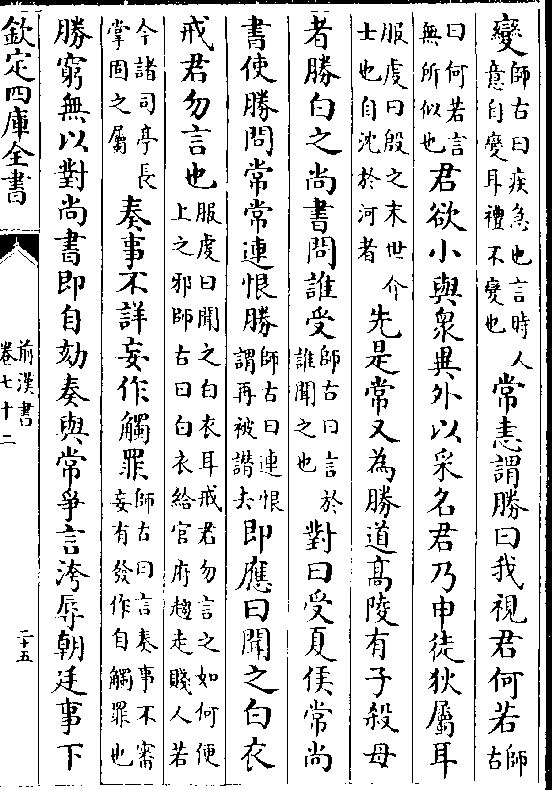 變師古曰疾急也言時人意自變耳禮不變也常恚謂勝曰我視君何若師古
曰何若言無所似也君欲小與衆異外以采名君乃申徒狄屬耳
服虔曰殷之末世介士也自沈於河者先是常又為勝道高陵有子殺母
者勝白之尚書問誰受師古曰言於誰聞之也對曰受夏侯常尚
書使勝問常常連恨勝師古曰連恨謂再被譖去即應曰聞之白衣
戒君勿言也服虔曰聞之白衣耳戒君勿言之如何便上之邪師古曰白衣給官府趨走賤人若
今諸司亭長掌固之屬奏事不詳妄作觸罪師古曰言奏事不審妄有發作自觸罪也
勝窮無以對尚書即自劾奏與常爭言洿辱朝廷事下
欽定四庫全書
前漢書
卷七十二
二十五